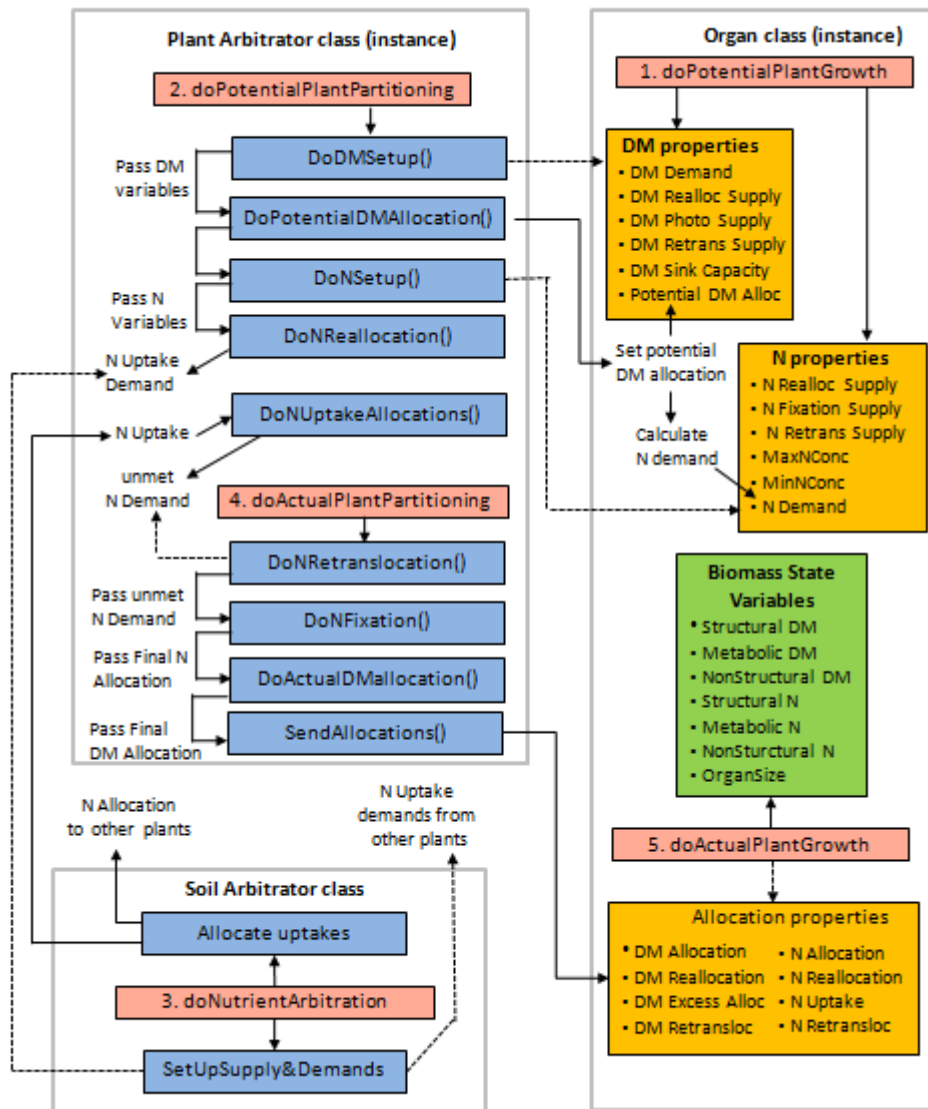 Plant Arbitrator class (instance)
2. doPotentialPlantPartitioning
DoDMSetup()
Pass DM
variables
DoPotentialDMAllocation()
DoNSetup()
Pass N
Variables
DoNReallocation()
N Uptake
Demand
DoNUptakeAllocations()
N Uptake
unmet
N Demand
4. doActualPlantPartitioning
DoNRetranslocation()
Pass unmet
N Demand
DoNFixation()
Pass Final N
Allocation
DoActualDMallocation()
Pass Final
DM Allocation
SendAllocations()
N Allocation
to other plants
N Uptake
demands from
other plants
Soil Arbitrator class
Allocate uptakes
3. doNutrientArbitration
SetUpSupply&Demands
Organ class (instance)
1. doPotentialPlantGrowth
DM properties
▪ DM Demand
▪ DM Realloc Supply
▪ DM Photo Supply
▪ DM Retrans Supply
▪ DM Sink Capacity
▪ Potential DM Alloc
Set potential
DM allocation
Calculate
N demand
N properties
▪ N Realloc Supply
▪ N Fixation Supply
▪ N Retrans Supply
▪ MaxNConc
▪ MinNConc
▪ N Demand
Biomass State
Variables
▪ Structural DM
▪ Metabolic DM
▪ NonStructural DM
▪ Structural N
▪ Metabolic N
▪ NonSturctural N
▪ OrganSize
5. doActualPlantGrowth
Allocation properties
▪ DM Allocation
▪ DM Reallocation
▪ DM Excess Alloc
▪ DM Retransloc
▪ N Allocation
▪ N Reallocation
▪ N Uptake
▪ N Retransloc